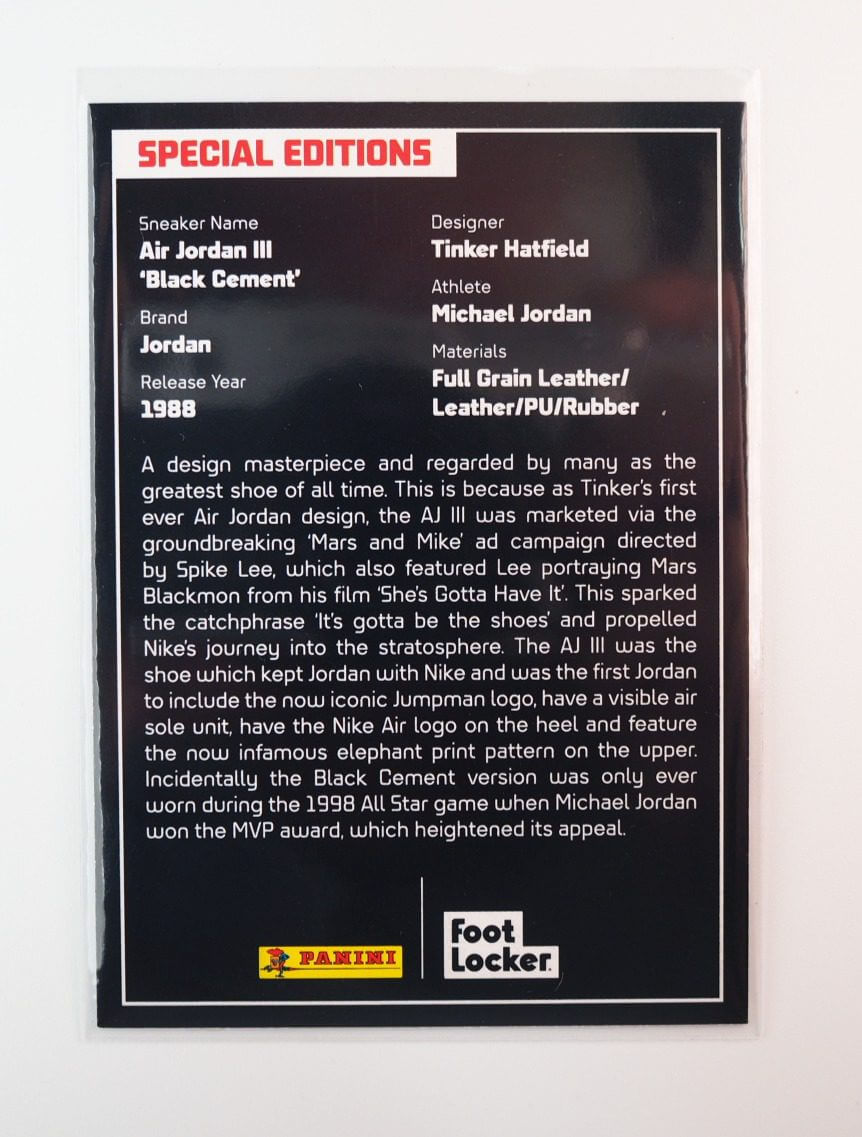 SPECIAL EDITIONS
Sneaker Name
Air Jordan III
‘Black Cement’
Brand
Jordan
Release Year
1988
Designer
Tinker Hatfield
Athlete
Michael Jordan
Materials
Full Grain Leather/
Leather/PU/Rubber
A design masterpiece and regarded by many as the
greatest shoe of all time. This is because as Tinker’s first
ever Air Jordan design, the AJ III was marketed via the
groundbreaking ‘Mars and Mike’ ad campaign directed
by Spike Lee, which also featured Lee portraying Mars
Blackmon from his film ‘She’s Gotta Have It’. This sparked
the catchphrase ‘It’s gotta be the shoes’ and propelled
Nike’s journey into the stratosphere. The AJ III was the
shoe which kept Jordan with Nike and was the first Jordan
to include the now iconic Jumpman logo, have a visible air
sole unit, have the Nike Air logo on the heel and feature
the now infamous elephant print pattern on the upper.
Incidentally the Black Cement version was only ever
worn during the 1998 All Star game when Michael Jordan
won the MVP award, which heightened its appeal.
PANINI
Foot
Locker.